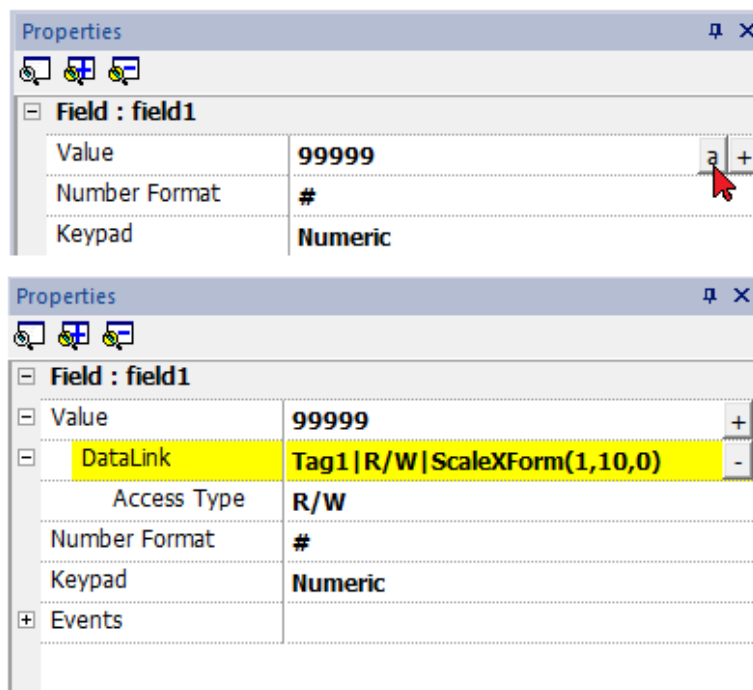 Properties
Field : field1
Value 99999 a +
Number Format #
Keypad Numeric
Properties
Field : field1
Value 99999 +
DataLink Tag1|R/W|ScaleXForm(1,10,0) -
Access Type R/W
Number Format #
Keypad Numeric
Events